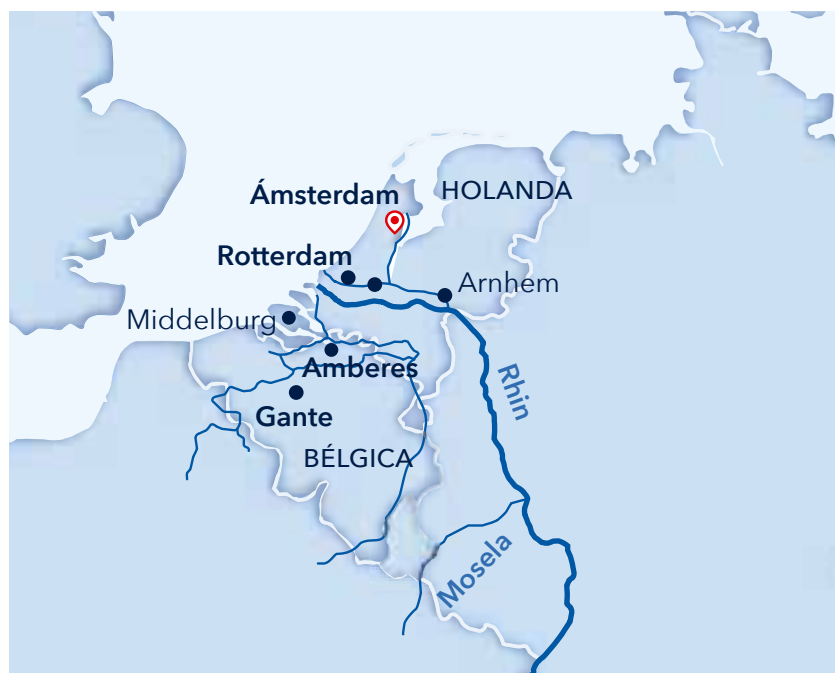 Ámsterdam
HOLANDA
Rotterdam
Arnhem
Middelburg
Amberes
Rhin
Gante
BÉLGICA
Mosela